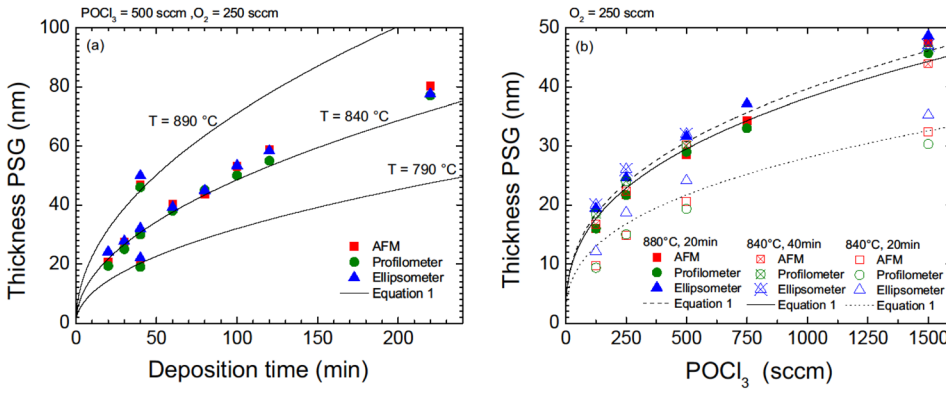 POCl3 = 500 sccm ,O2 = 250 sccm
(a)
100
80
60
40
20
0
T = 890 °C
T = 840 °C
T = 790 °C
AFM
Profilometer
Ellipsometer
Equation 1
0 50 100 150 200
Thickness PSG (nm)
Deposition time (min)
O2 = 250 sccm
(b)
50
40
30
20
10
0
880°C, 20min 840°C, 40min 840°C, 20min
AFM AFM AFM
Profilometer Profilometer Profilometer
Ellipsometer Ellipsometer Ellipsometer
Equation 1 Equation 1 Equation 1
0 250 500 750 1000 1250 1500
Thickness PSG (nm)
POCl3 (sccm)